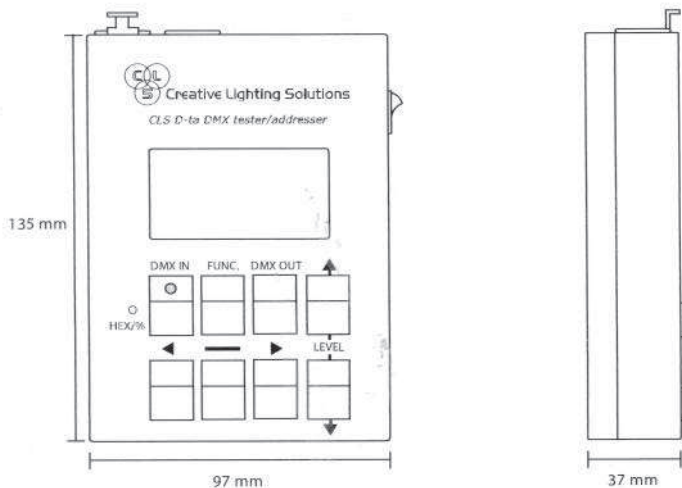 C L
S Creative Lighting Solutions
CLS D-ta DMX tester/addresser
135 mm
DMX IN FUNC. DMX OUT
HEX/%
LEVEL
97 mm
37 mm